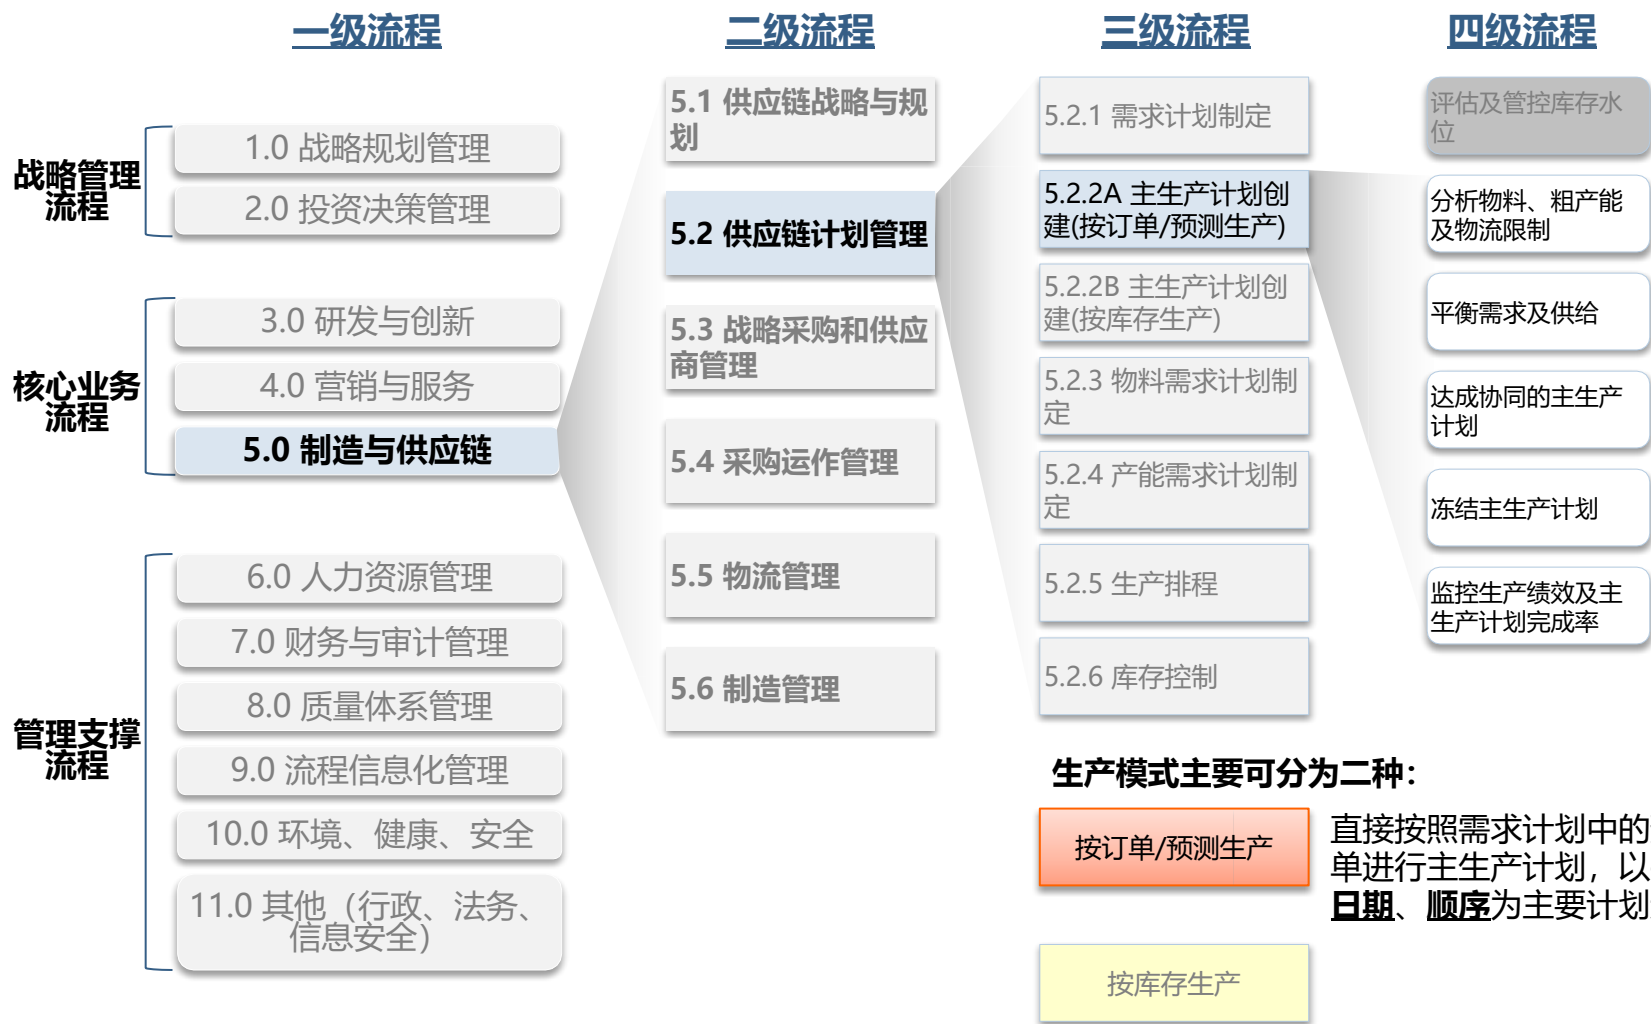 一级流程
二级流程
三级流程
四级流程
战略管理
流程
1.0 战略规划管理
2.0 投资决策管理
核心业务
流程
3.0 研发与创新
4.0 营销与服务
5.0 制造与供应链
管理支撑
流程
6.0 人力资源管理
7.0 财务与审计管理
8.0 质量体系管理
9.0 流程信息化管理
10.0 环境、健康、安全
11.0 其他（行政、法务、
信息安全）
5.1 供应链战略与规
划
5.2 供应链计划管理
5.3 战略采购和供应
商管理
5.4 采购运作管理
5.5 物流管理
5.6 制造管理
5.2.1 需求计划制定
5.2.2A 主生产计划创
建(按订单/预测生产)
5.2.2B 主生产计划创
建(按库存生产)
5.2.3 物料需求计划制
定
5.2.4 产能需求计划制
定
5.2.5 生产排程
5.2.6 库存控制
评估及管控库存水
位
分析物料、粗产能
及物流限制
平衡需求及供给
达成协同的主生产
计划
冻结主生产计划
监控生产绩效及主
生产计划完成率
生产模式主要可分为二种：
按订单/预测生产
直接按照需求计划中的
单进行主生产计划，以
日期、顺序为主要计划
按库存生产